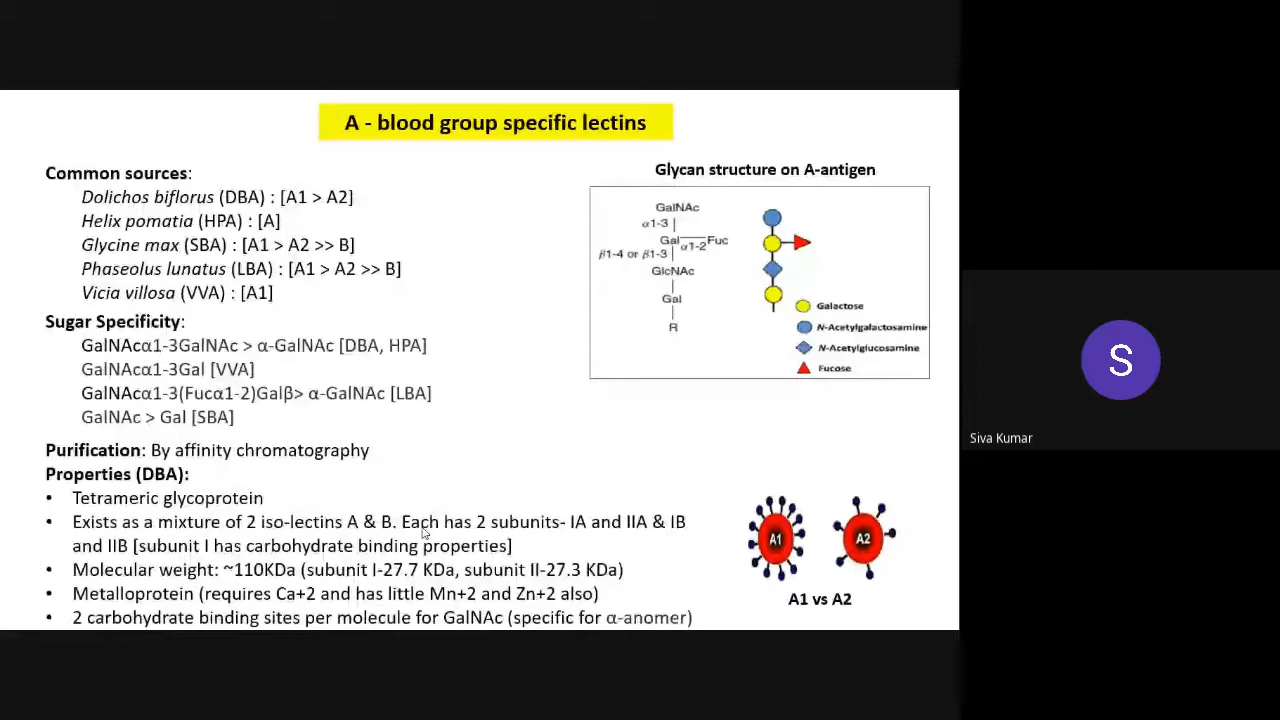 A - blood group specific lectins
Common sources:
Dolichos biflorus (DBA) : [A1 > A2]
Helix pomatia (HPA) : [A]
Glycine max (SBA) : [A1 > A2 >> B]
Phaseolus lunatus (LBA) : [A1 > A2 >> B]
Vicia villosa (VVA) : [A1]
Sugar Specificity:
GalNAcα1-3GalNAc > α-GalNAc [DBA, HPA]
GalNAcα1-3Gal [VVA]
GalNAcα1-3(Fucα1-2)Galβ> α-GalNAc [LBA]
GalNAc > Gal [SBA]
Purification: By affinity chromatography
Properties (DBA):
• Tetrameric glycoprotein
• Exists as a mixture of 2 iso-lectins A & B. Each has 2 subunits- IA and IIA & IB
and IIB [subunit I has carbohydrate binding properties]
• Molecular weight: ~110KDa (subunit I-27.7 KDa, subunit II-27.3 KDa)
• Metalloprotein (requires Ca+2 and has little Mn+2 and Zn+2 also)
• 2 carbohydrate binding sites per molecule for GalNAc (specific for α-anomer)
Glycan structure on A-antigen
GalNAc
α1-3
Gal α1-2 Fuc
β1-4 or β1-3
GlcNAc
Gal
R
Galactose
N-Acetylgalactosamine
N-Acetylglucosamine
Fucose
A1
A2
A1 vs A2
S
Siva Kumar